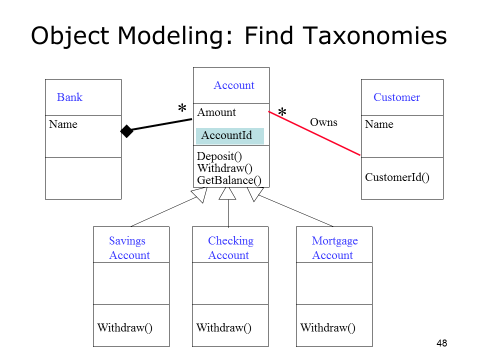 Object Modeling: Find Taxonomies
Bank
Name
*
Account
Amount
AccountId
Deposit()
Withdraw()
GetBalance()
*
Owns
Customer
Name
CustomerId()
Savings
Account
Withdraw()
Checking
Account
Withdraw()
Mortgage
Account
Withdraw()
48